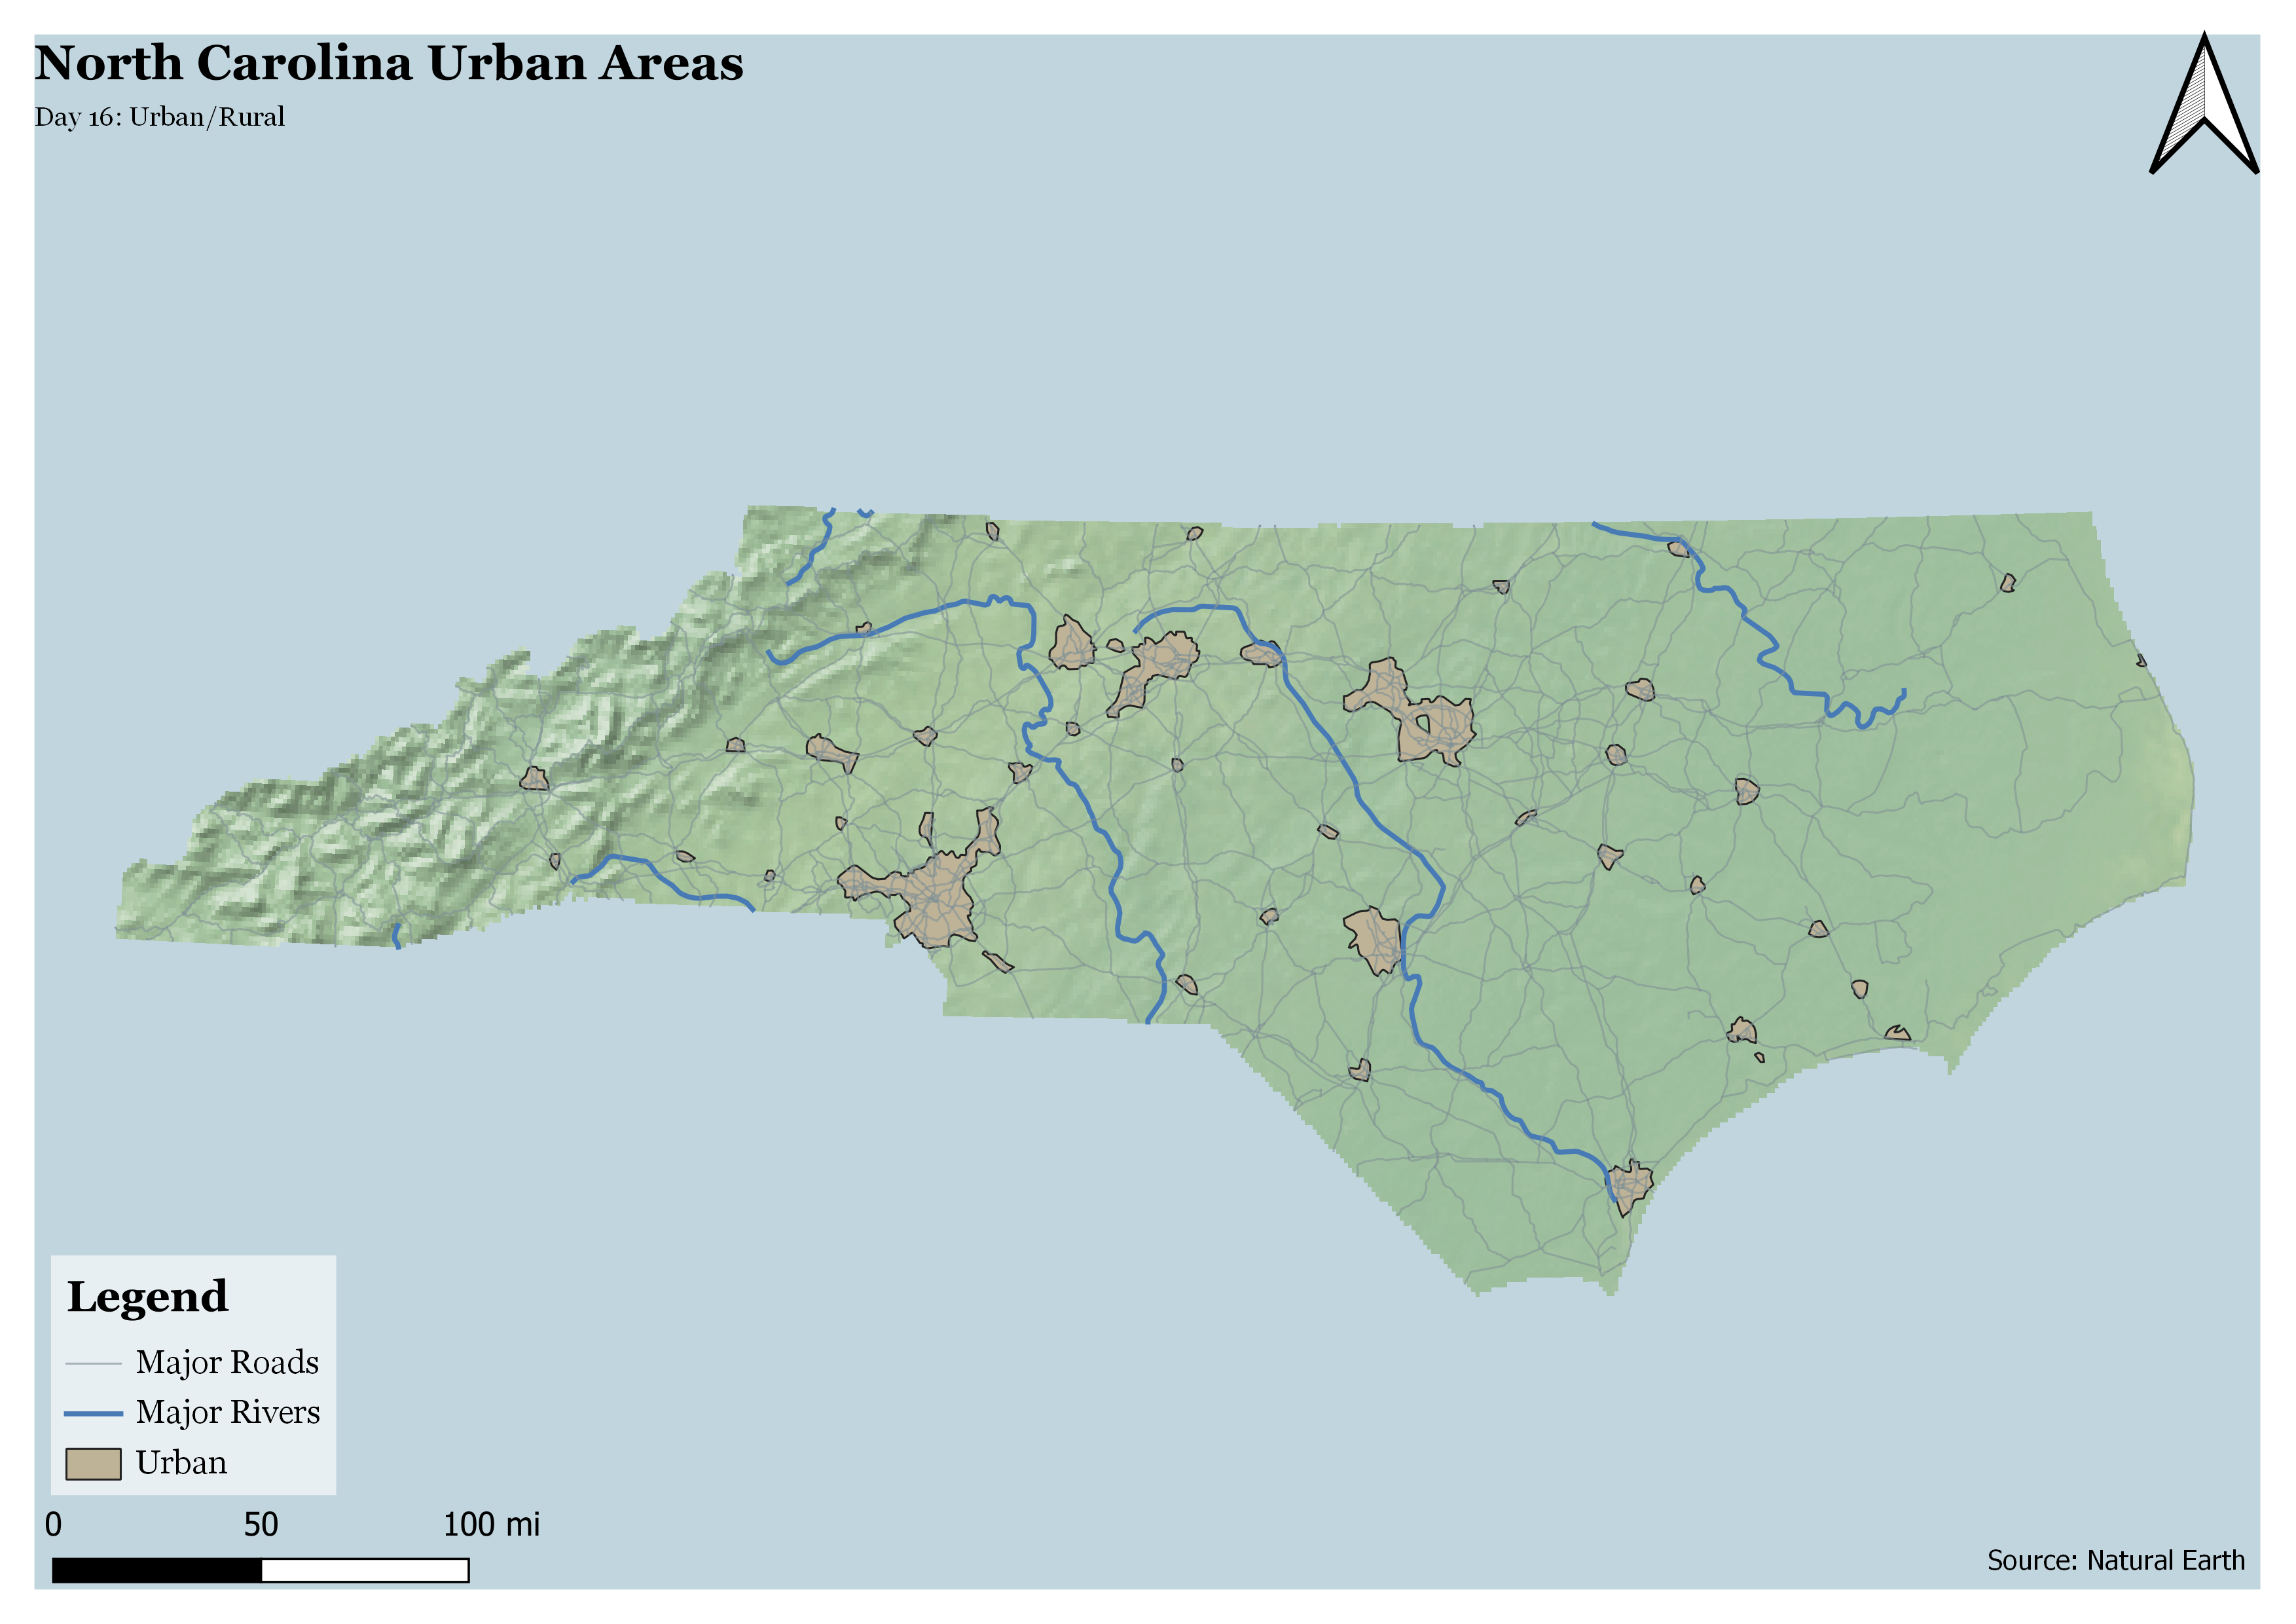 North Carolina Urban Areas
Day 16: Urban/Rural
Legend
Major Roads
Major Rivers
Urban
0 50 100 mi
Source: Natural Earth